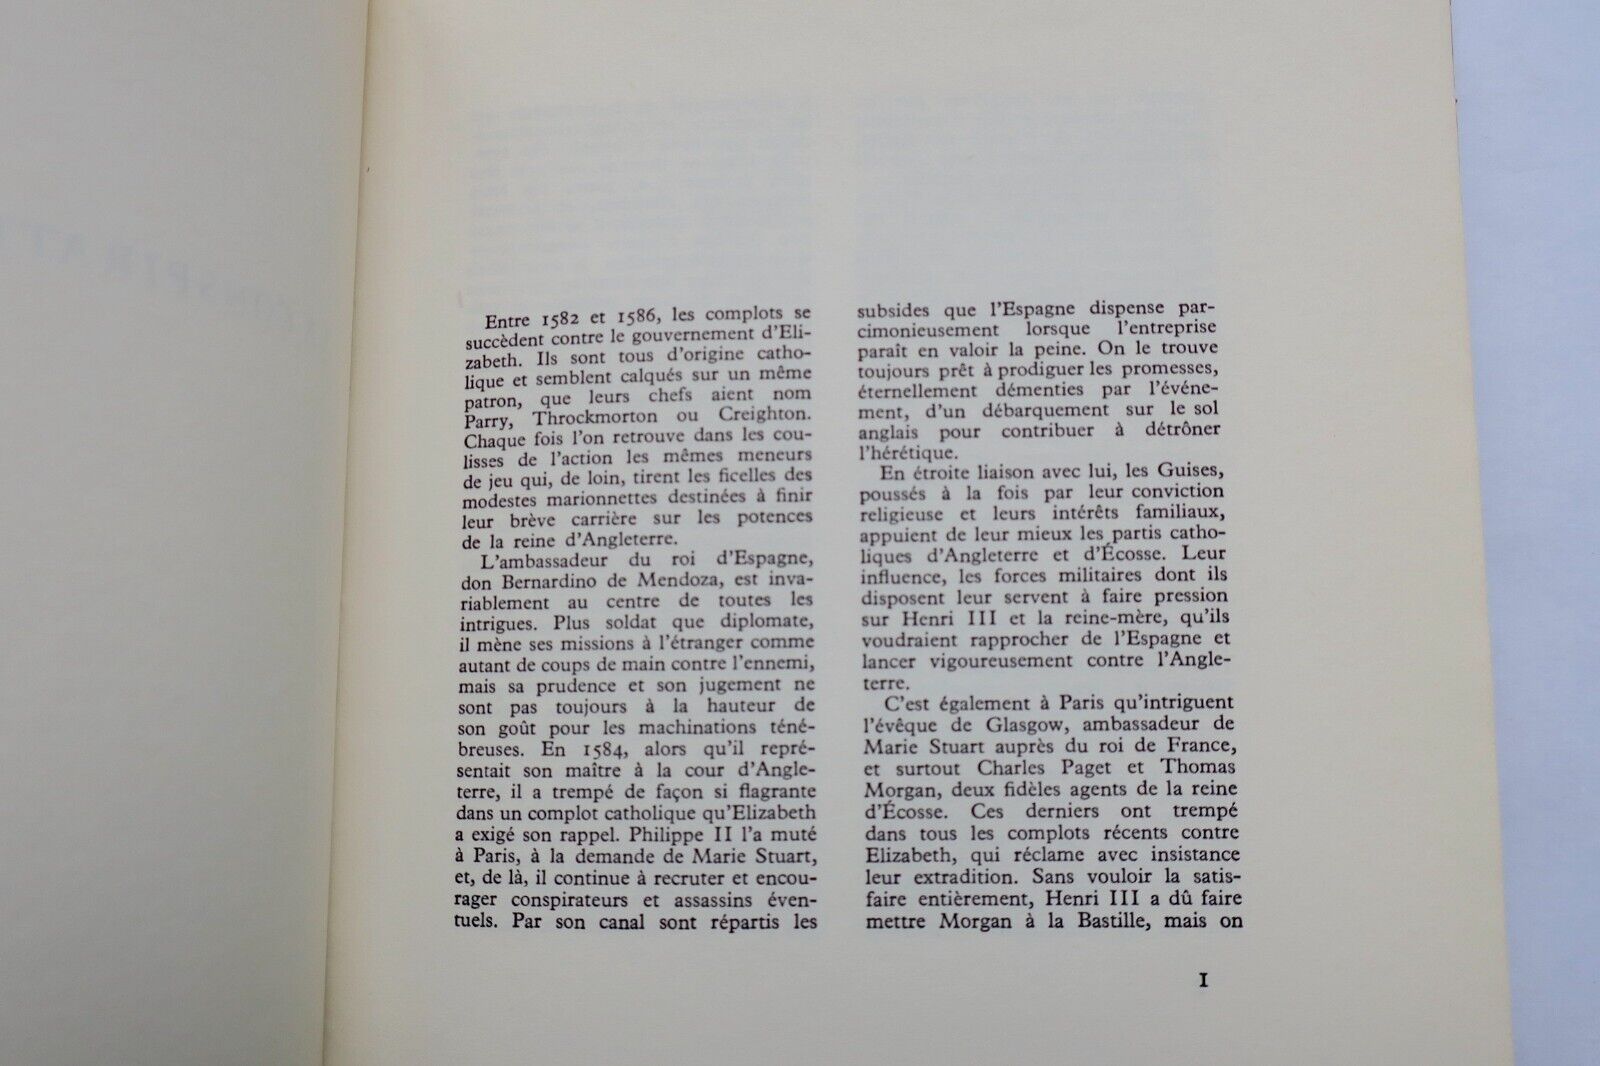 Entre 1582 et 1586, les complots se
succèdent contre le gouvernement d'Eli-
zabeth. Ils sont tous d'origine catho-
lique et semblent calqués sur un même
patron, que leurs chefs aient nom
Parry, Throckmorton ou Creighton.
Chaque fois l'on retrouve dans les cou-
lisses de l'action les mêmes meneurs
de jeu qui, de loin, tirent les ficelles des
modestes marionnettes destinées à finir
leur brève carrière sur les potences
de la reine d'Angleterre.
L'ambassadeur du roi d'Espagne,
don Bernardino de Mendoza, est inva-
riablement au centre de toutes les
intrigues. Plus soldat que diplomate,
il mène ses missions à l'étranger comme
autant de coups de main contre l'ennemi,
mais sa prudence et son jugement ne
sont pas toujours à la hauteur de
son goût pour les machinations téné-
breuses. En 1584, alors qu'il repré-
sentait son maître à la cour d'Angle-
terre, il a trempé de façon si flagrante
dans un complot catholique qu'Elizabeth
a exigé son rappel. Philippe II l'a muté
à Paris, à la demande de Marie Stuart,
et, de là, il continue à recruter et encou-
rager conspirateurs et assassins éven-
tuels. Par son canal sont répartis les
subsides que l'Espagne dispense par-
cimonieusement lorsque l'entreprise
paraît en valoir la peine. On le trouve
toujours prêt à prodiguer les promesses,
éternellement démenties par l'événe-
ment, d'un débarquement sur le sol
anglais pour contribuer à détrôner
l'hérétique.
En étroite liaison avec lui, les Guises,
poussés à la fois par leur conviction
religieuse et leurs intérêts familiaux,
appuient de leur mieux les partis catho-
liques d'Angleterre et d'Écosse. Leur
influence, les forces militaires dont ils
disposent leur servent à faire pression
sur Henri III et la reine-mère, qu'ils
voudraient rapprocher de l'Espagne et
lancer vigoureusement contre l'Angle-
terre.
C'est également à Paris qu'intriguent
l'évêque de Glasgow, ambassadeur de
Marie Stuart auprès du roi de France,
et surtout Charles Paget et Thomas
Morgan, deux fidèles agents de la reine
d'Écosse. Ces derniers ont trempé
dans tous les complots récents contre
Elizabeth, qui réclame avec insistance
leur extradition. Sans vouloir la satis-
faire entièrement, Henri III a dû faire
mettre Morgan à la Bastille, mais on
I